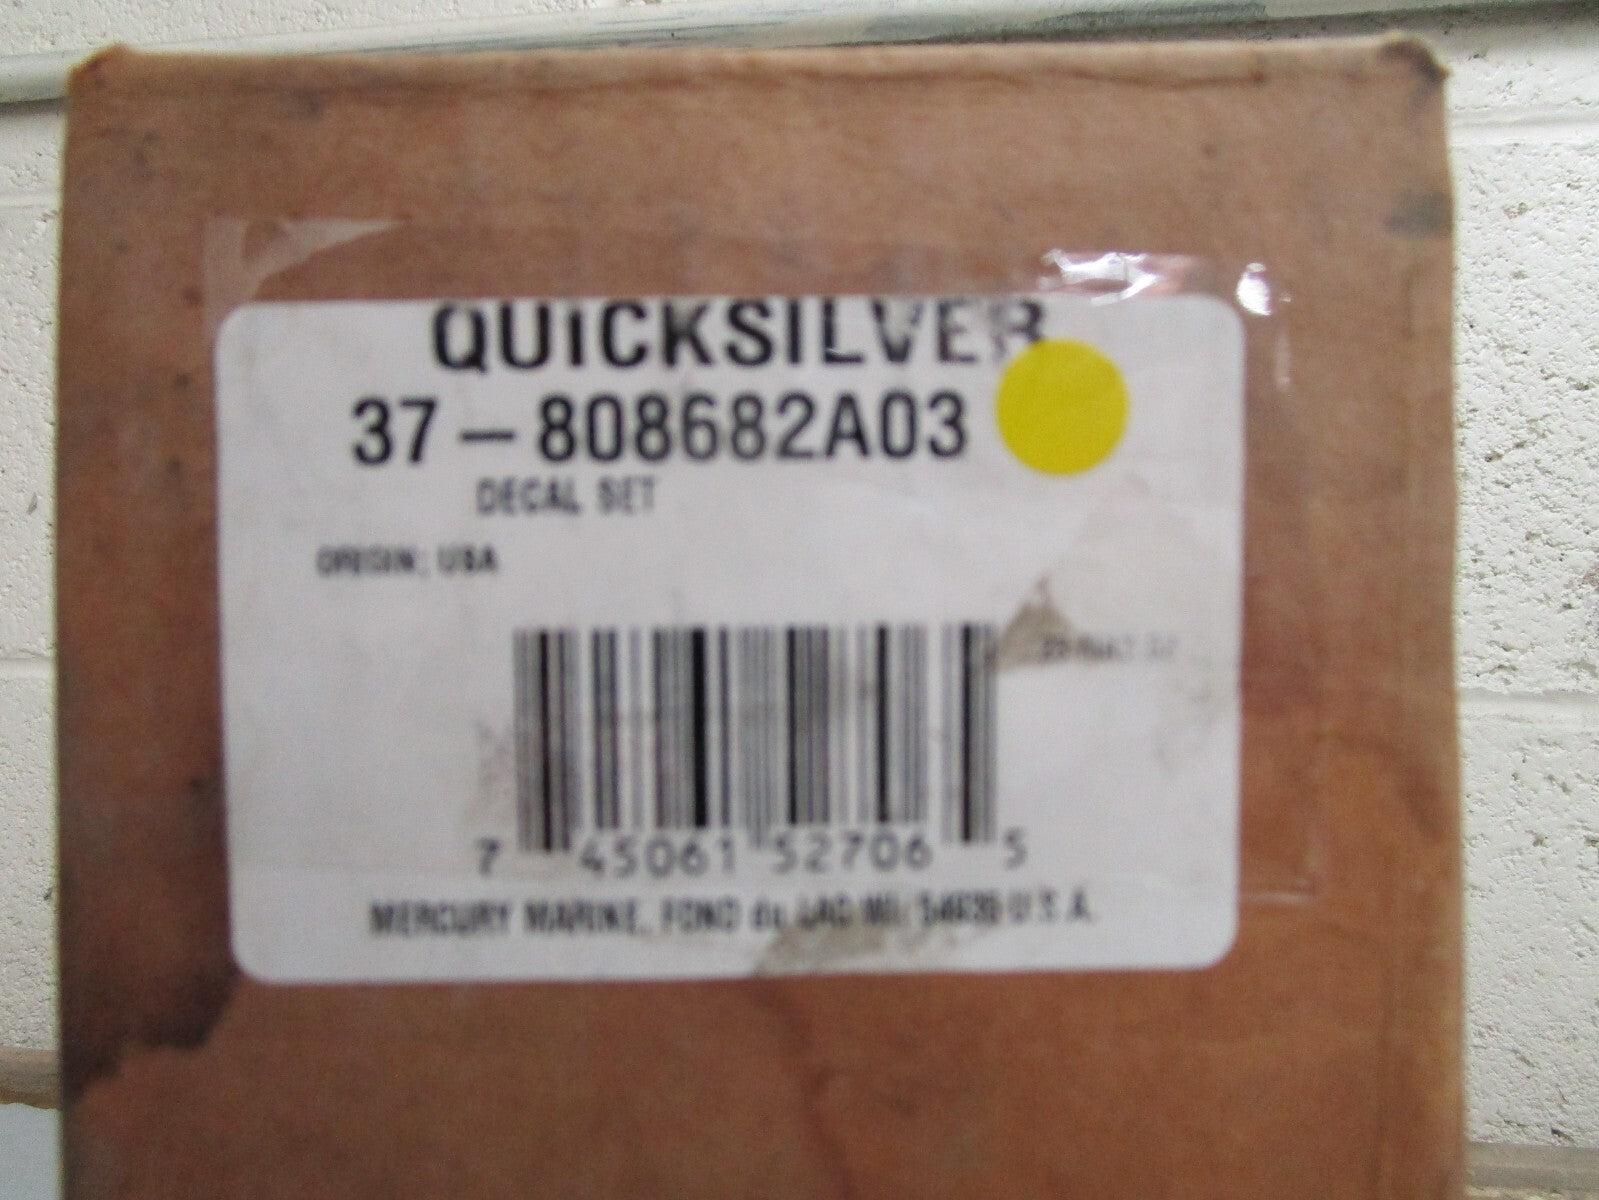 QUICKSILVER
37-808682A03
DECAL SET
ORIGIN: USA
7 45061 52706 5
MERCURY MARINE, FOND du LAC WI. 54935 U.S.A.